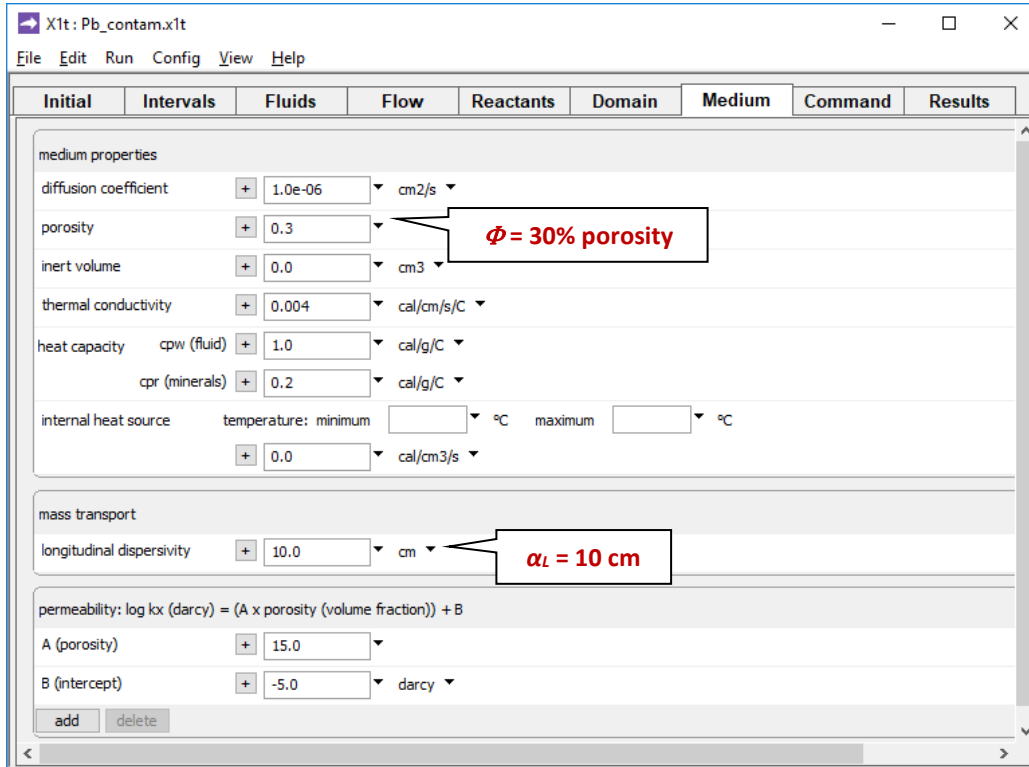 X1t : Pb_contam.x1t
File Edit Run Config View Help
Initial Intervals Fluids Flow Reactants Domain Medium Command Results
medium properties
diffusion coefficient + 1.0e-06 cm2/s
porosity + 0.3
Φ = 30% porosity
inert volume + 0.0 cm3
thermal conductivity + 0.004 cal/cm/s/C
heat capacity cpw (fluid) + 1.0 cal/g/C
cpr (minerals) + 0.2 cal/g/C
internal heat source temperature: minimum ºC maximum ºC
+ 0.0 cal/cm3/s
mass transport
longitudinal dispersivity + 10.0 cm
αL = 10 cm
permeability: log kx (darcy) = (A x porosity (volume fraction)) + B
A (porosity) + 15.0
B (intercept) + -5.0 darcy
add delete